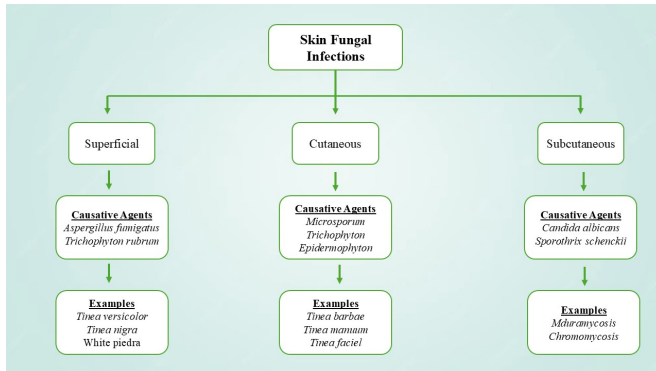 Skin Fungal
Infections
Superficial
Cutaneous
Subcutaneous
Causative Agents
Aspergillus fumigatus
Trichophyton rubrum
Causative Agents
Microsporum
Trichophyton
Epidermophyton
Causative Agents
Candida albicans
Sporothrix schenckii
Examples
Tinea versicolor
Tinea nigra
White piedra
Examples
Tinea barbae
Tinea manuum
Tinea faciel
Examples
Mduramycosis
Chromomycosis